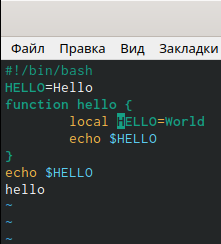 Файл Правка Вид Закладки
#!/bin/bash
HELLO=Hello
function hello {
        local HELLO=World
        echo $HELLO
}
echo $HELLO
hello
~
~
~